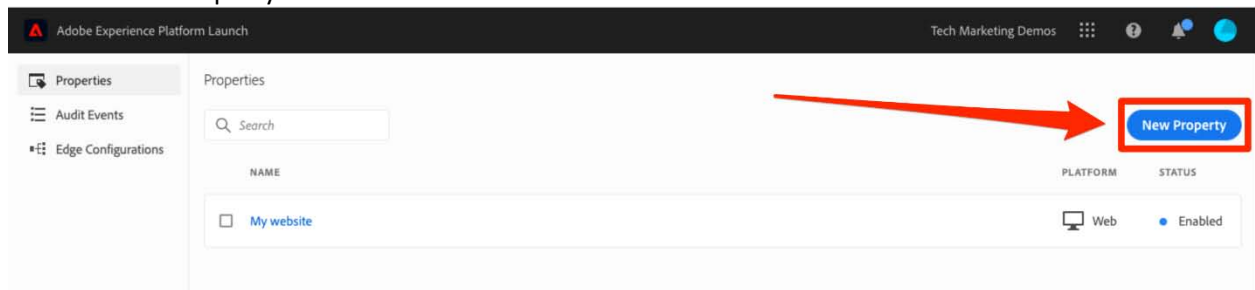 Adobe Experience Platform Launch
Tech Marketing Demos
Properties
Audit Events
Edge Configurations
Properties
Search
New Property
NAME
PLATFORM
STATUS
My website
Web
Enabled